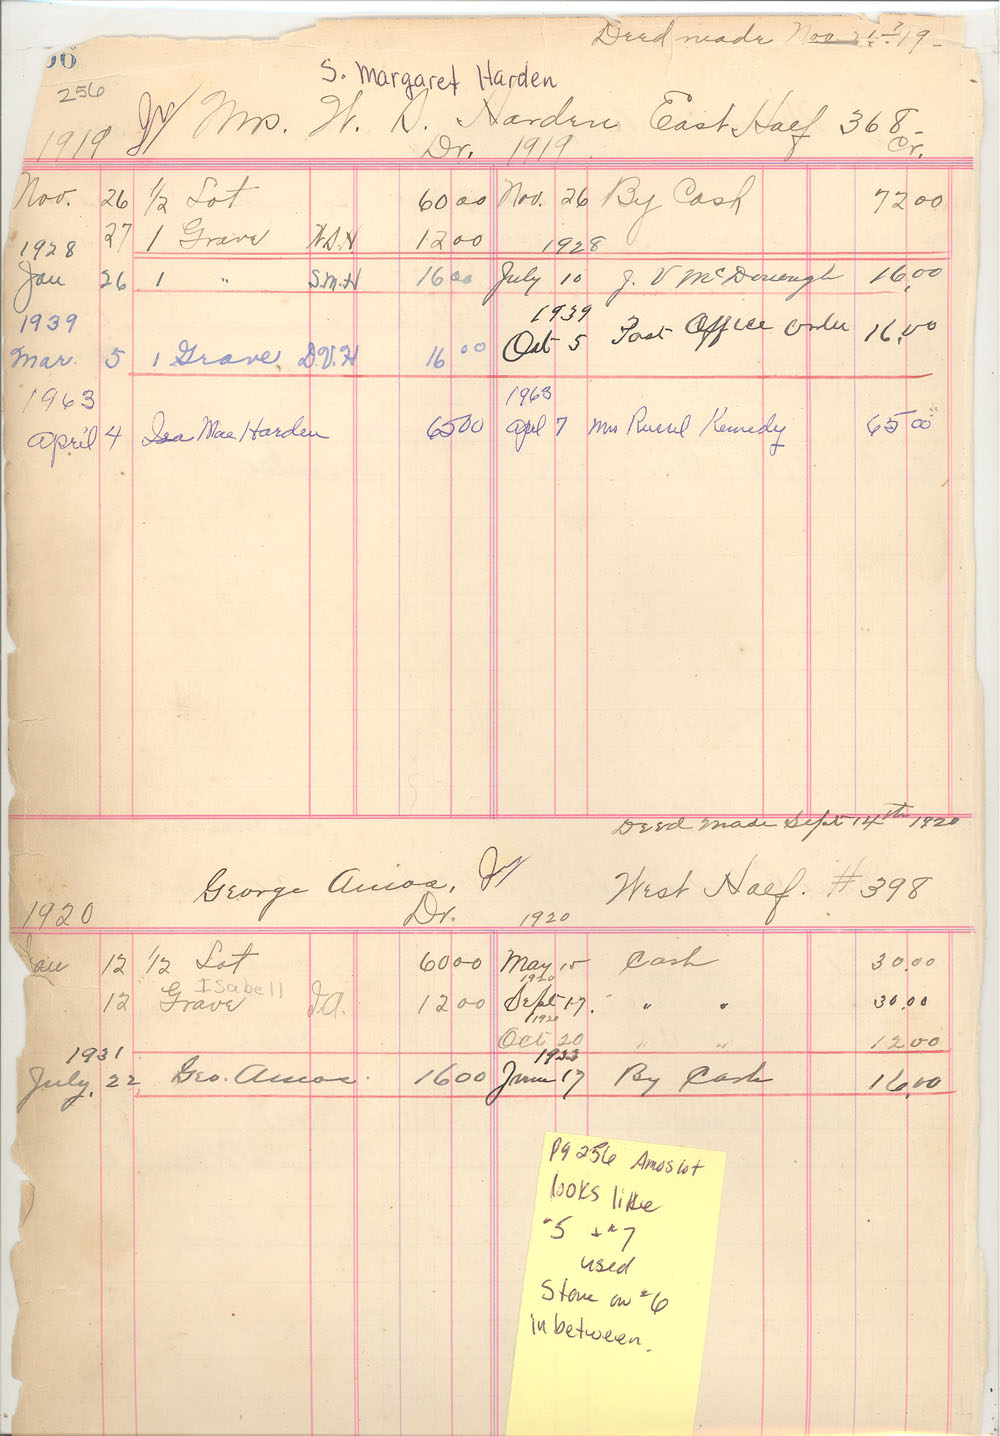 Deed made Nov. 21st 19-
256
S. Margaret Harden
Mrs. W. D. Harden East Half 368-
1919 Dr. 1919 Cr.
Nov. 26 1/2 Lot 60 00 Nov. 26 By Cash 72 00
27 1 Grave W.D.H 12 00
1928 1928
Jan 26 1 " S.M.H 16 00 July 10 J. V McDonough 16,00
1939 1939
Mar. 5 1 Grave D.V.H 16 00 Oct 5 Post Office order 16,00
1963 1963
April 4 Isa Mae Harden 65 00 Apl 7 Mrs Russel Kennedy 65 00
Deed made Sept 14th 1920
George Amos, West Half. # 398
1920 Dr. 1920
Jan 12 1/2 Lot 60 00 May 15 Cash 30.00
1920
Isabell
12 Grave I.A. 12 00 Sept 17. " " 30.00
1920
Oct 20 " " 12 00
1931 1933
July, 22 Geo. Amos. 16 00 June 17 By Cash 16,00
Pg 256 Amos lot
looks like
#5 + #7
used
Stone on #6
in between.